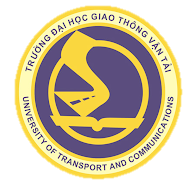 TRƯỜNG ĐẠI HỌC GIAO THÔNG VẬN TẢI
UNIVERSITY OF TRANSPORT AND COMMUNICATIONS